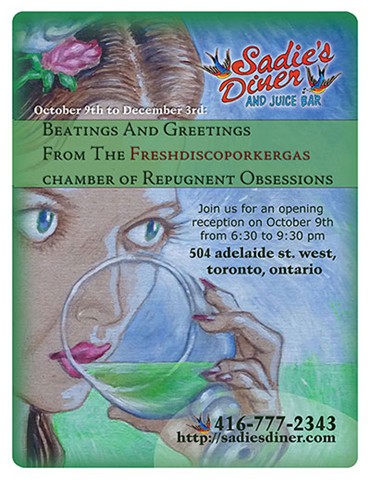 Sadie's
Diner
AND JUICE BAR
October 9th to December 3rd:
BEATINGS AND GREETINGS
FROM THE FRESHDISCOPORKERGAS
CHAMBER OF REPUGNENT OBSESSIONS
Join us for an opening
reception on October 9th
from 6:30 to 9:30 pm
504 adelaide st. west,
toronto, ontario
416-777-2343
http://sadiesdiner.com